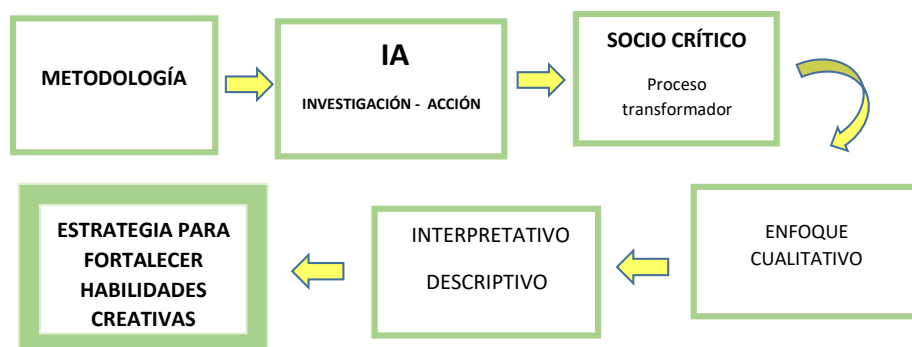 METODOLOGÍA
IA
INVESTIGACIÓN - ACCIÓN
SOCIO CRÍTICO
Proceso
transformador
ENFOQUE
CUALITATIVO
INTERPRETATIVO
DESCRIPTIVO
ESTRATEGIA PARA
FORTALECER
HABILIDADES
CREATIVAS